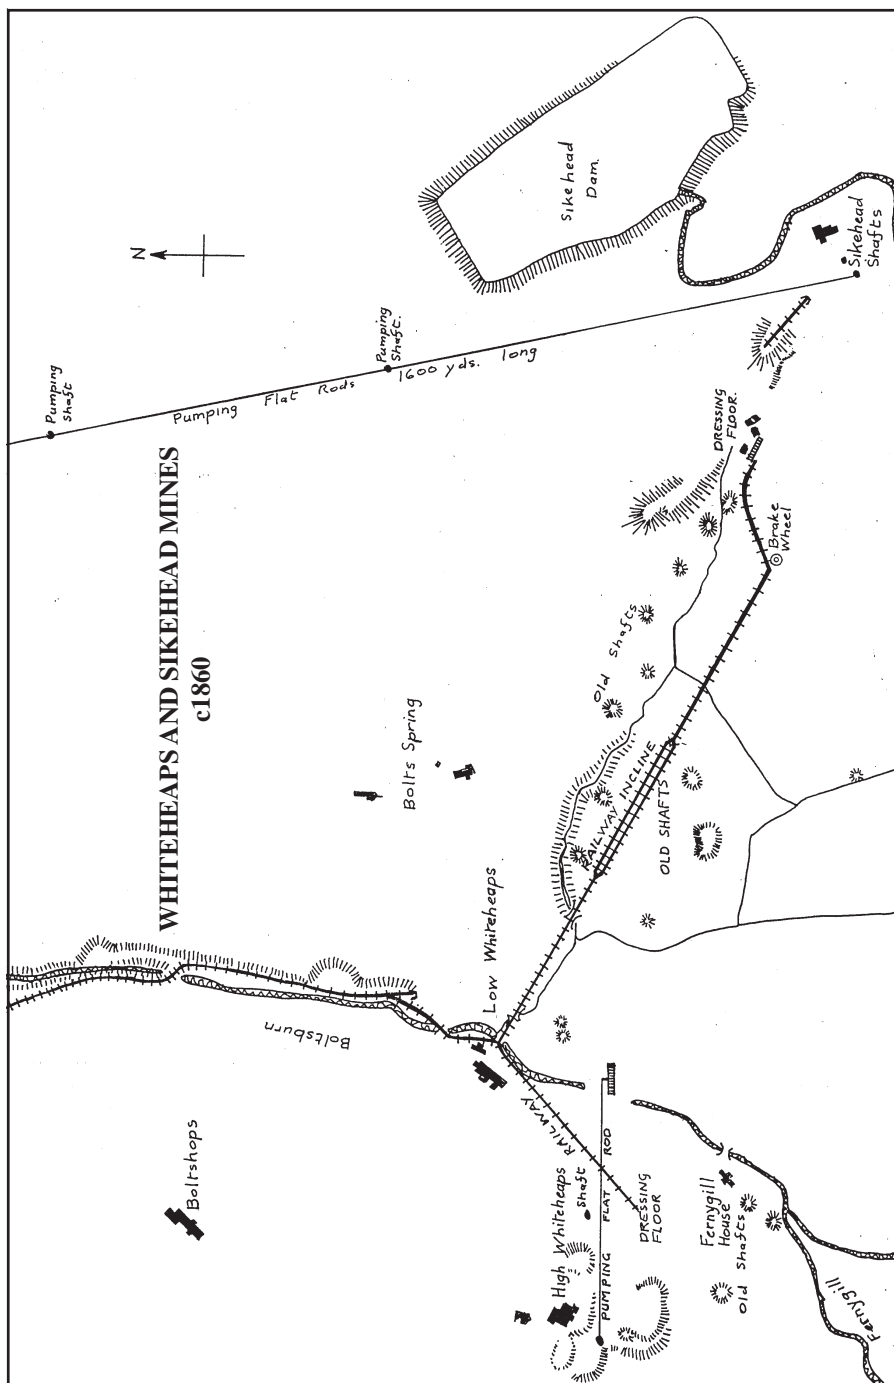 WHITEHEAPS AND SIKEHEAD MINES
c1860
N
Pumping
Shaft
Pumping
Shaft.
Pumping Flat Rods 1600 yds. long
Sikehead
Dam.
Sikehead
Shafts
DRESSING
FLOOR.
Brake
Wheel
Old Shafts
RAILWAY INCLINE
OLD SHAFTS
Bolts Spring
Low Whiteheaps
Boltsburn
Boltshops
RAILWAY
High Whiteheaps
Shaft
PUMPING FLAT ROD
DRESSING
FLOOR
Fernygill
House
Old Shafts
Fernygill